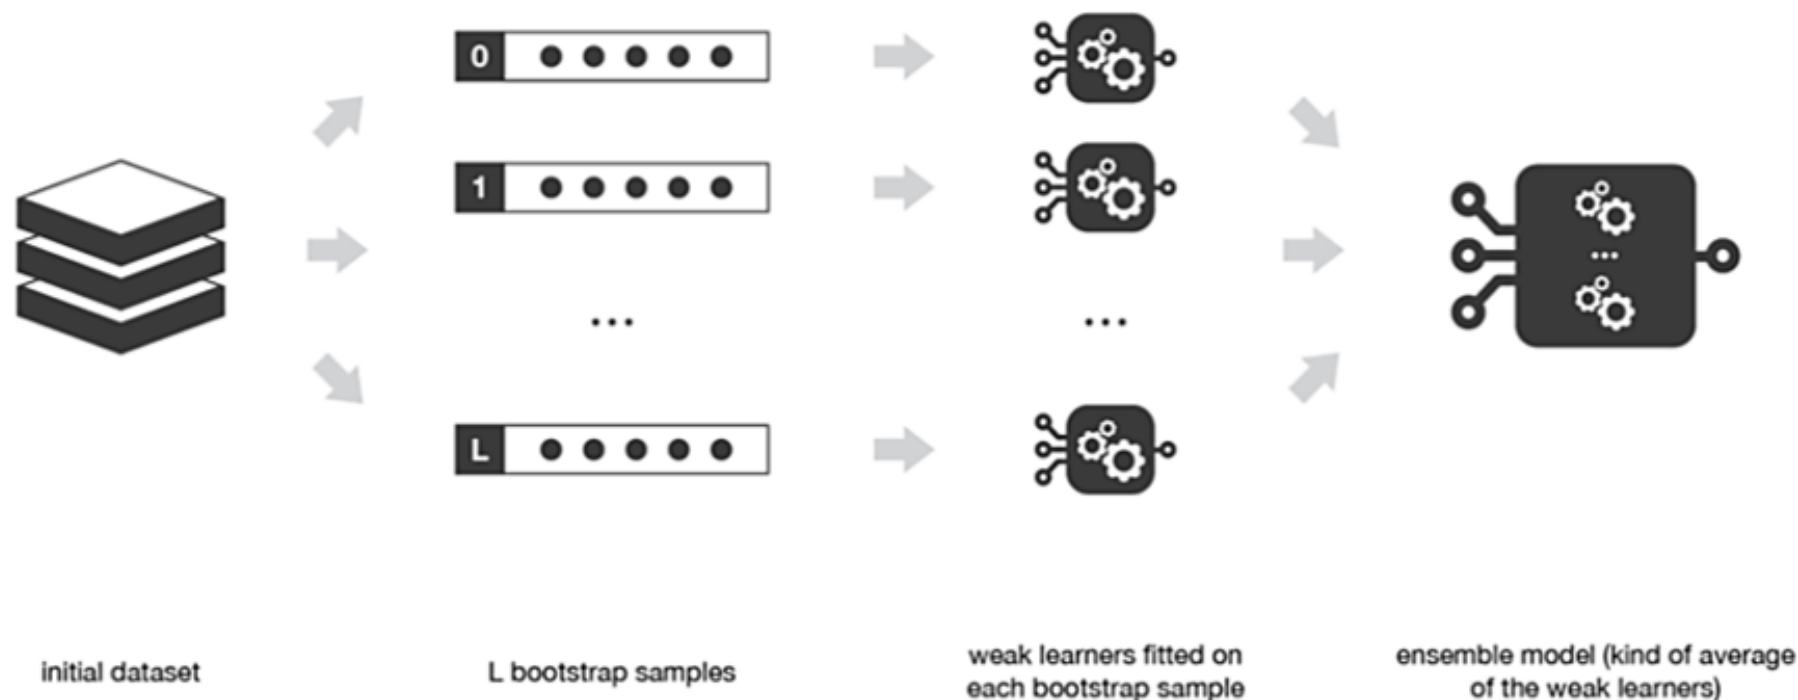 0
1
...
...
...
L
initial dataset
L bootstrap samples
weak learners fitted on
each bootstrap sample
ensemble model (kind of average
of the weak learners)